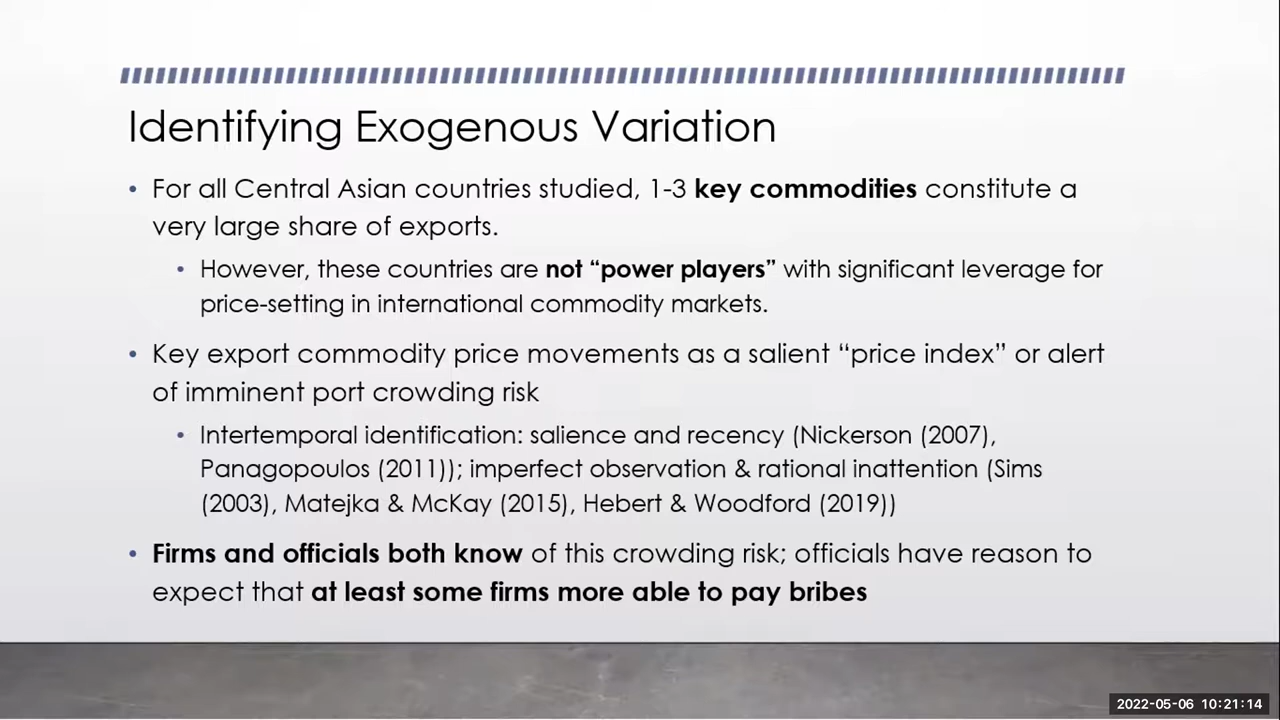 Identifying Exogenous Variation
• For all Central Asian countries studied, 1-3 key commodities constitute a
very large share of exports.
• However, these countries are not “power players” with significant leverage for
price-setting in international commodity markets.
• Key export commodity price movements as a salient “price index” or alert
of imminent port crowding risk
• Intertemporal identification: salience and recency (Nickerson (2007),
Panagopoulos (2011)); imperfect observation & rational inattention (Sims
(2003), Matejka & McKay (2015), Hebert & Woodford (2019))
• Firms and officials both know of this crowding risk; officials have reason to
expect that at least some firms more able to pay bribes
2022-05-06 10:21:14